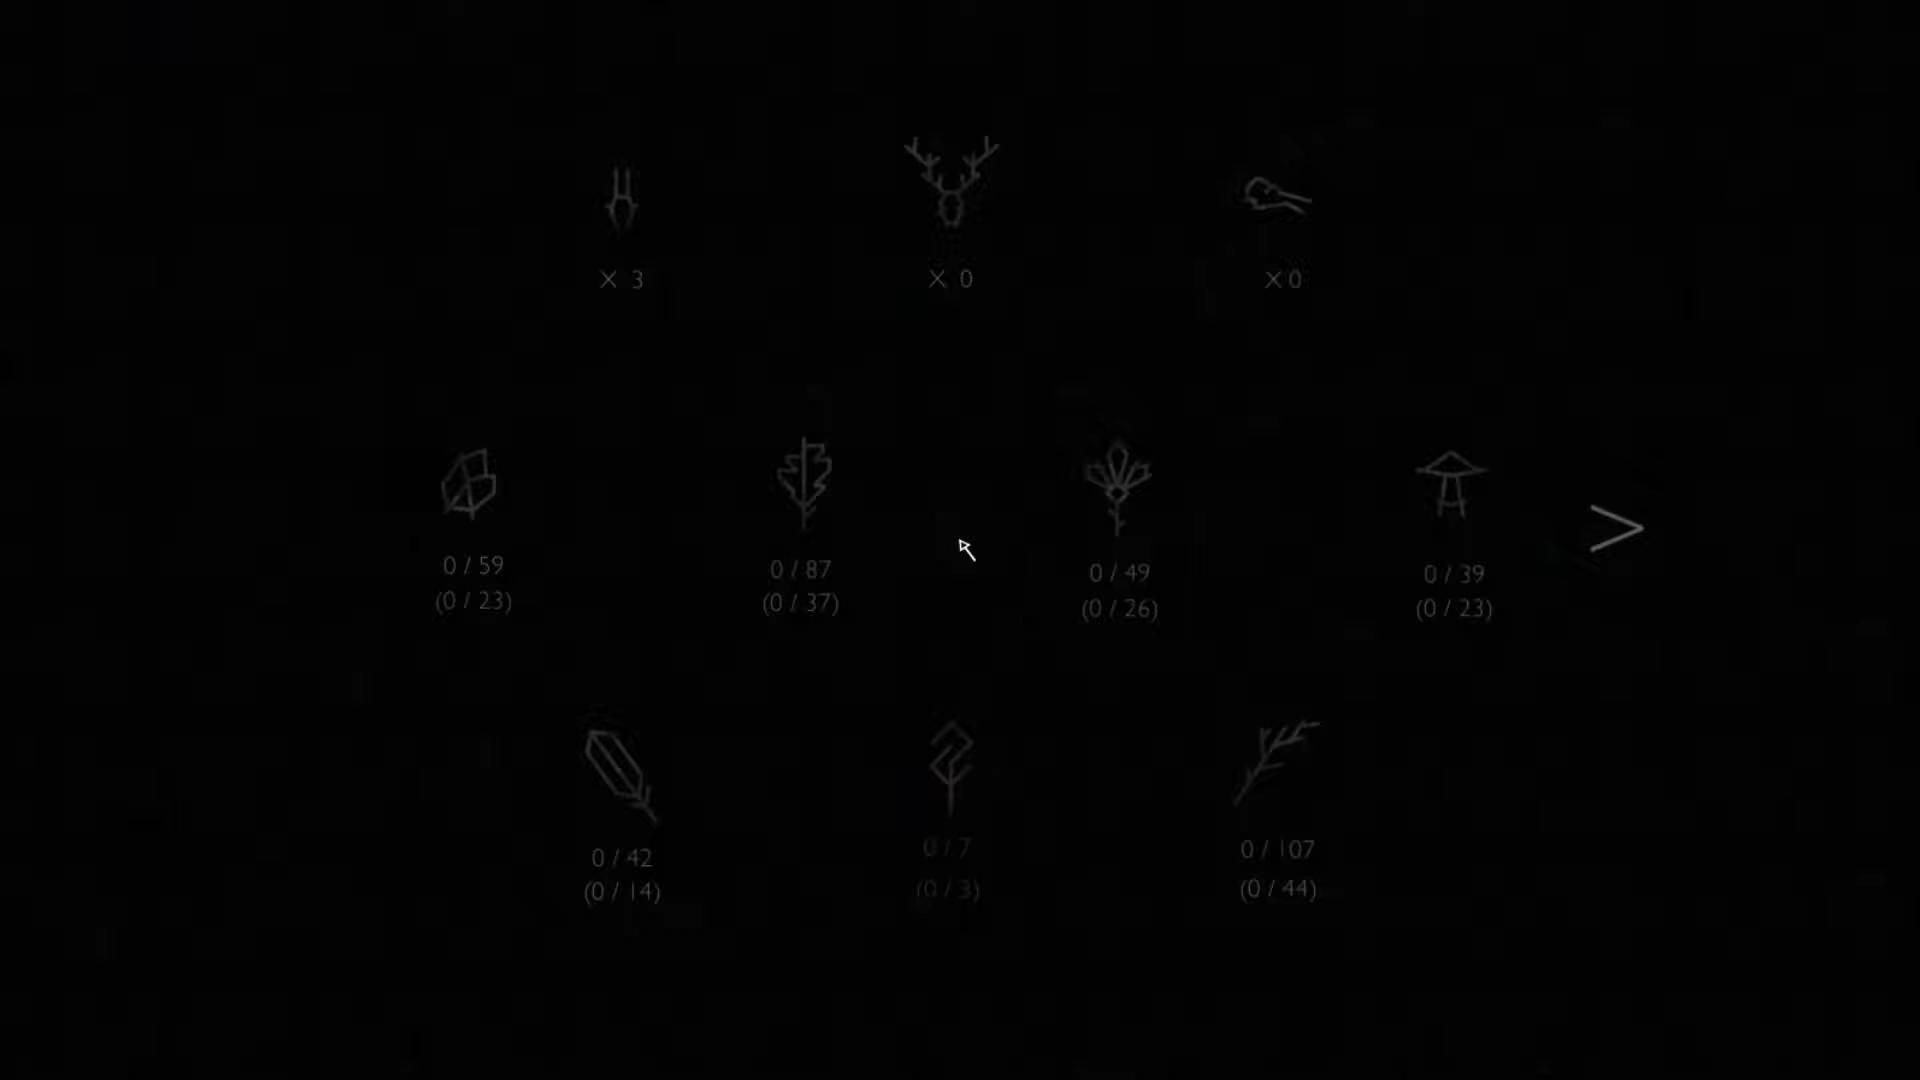 X 3
X 0
X 0
0 / 59
(0 / 23)
0 / 87
(0 / 37)
0 / 49
(0 / 26)
0 / 39
(0 / 23)
>
0 / 42
(0 / 14)
0 / 7
(0 / 3)
0 / 107
(0 / 44)